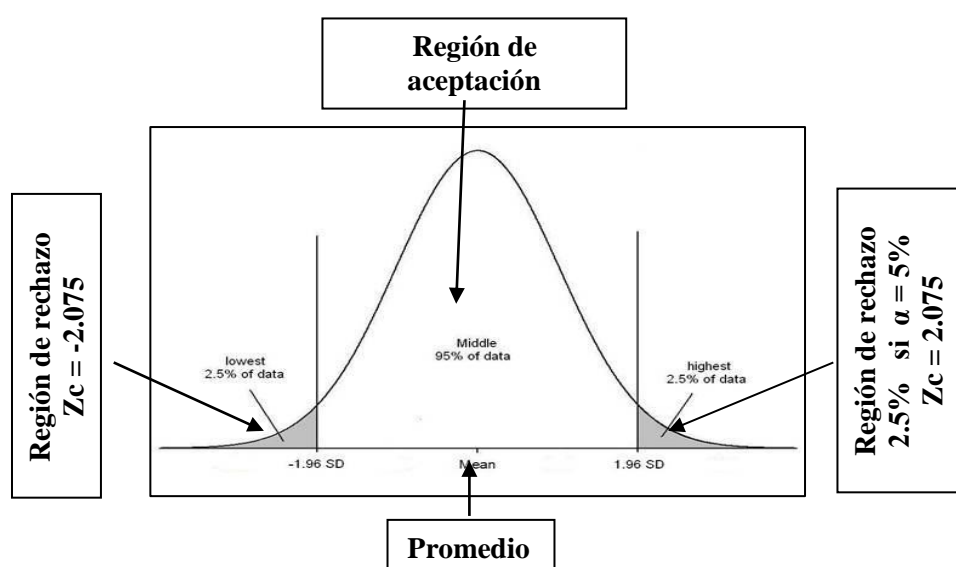 Región de
aceptación
Región de rechazo
Zc = -2.075
lowest
2.5% of data
Middle
95% of data
highest
2.5% of data
-1.96 SD
Mean
1.96 SD
Región de rechazo
2.5% si α = 5%
Zc = 2.075
Promedio